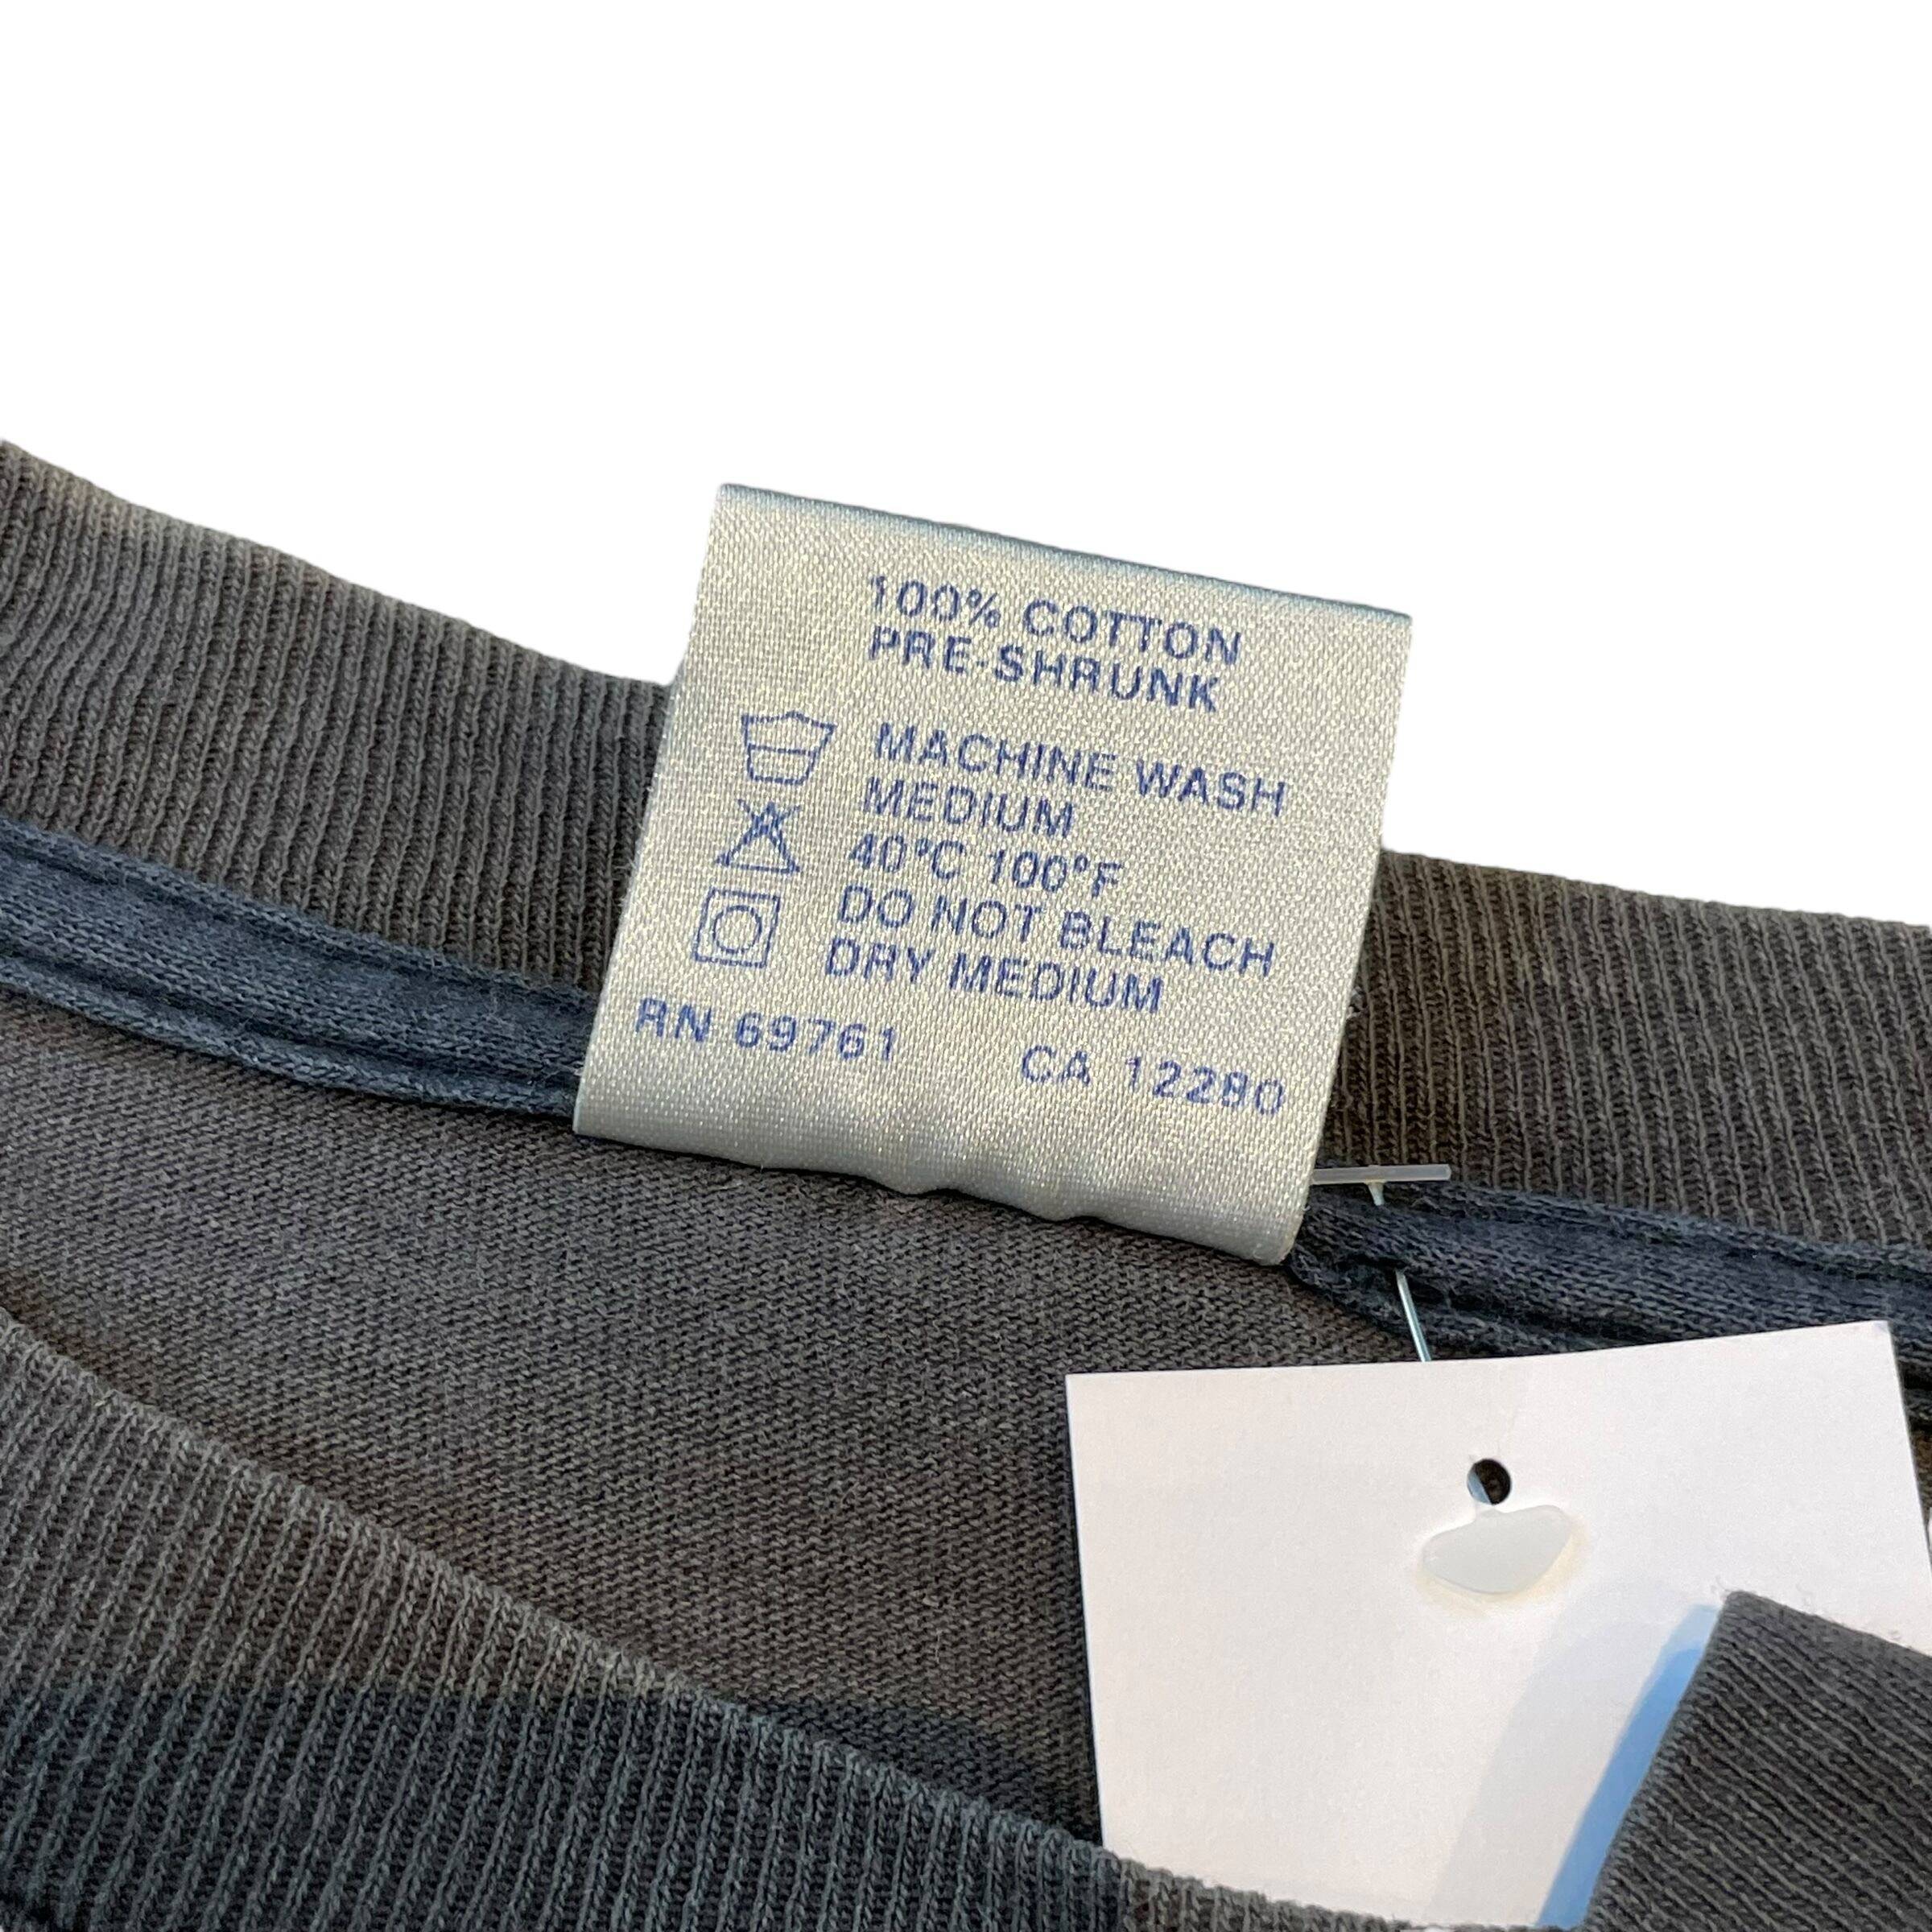 100% COTTON
PRE-SHRUNK
MACHINE WASH
MEDIUM
40°C 100°F
DO NOT BLEACH
DRY MEDIUM
RN 69761 CA 12280